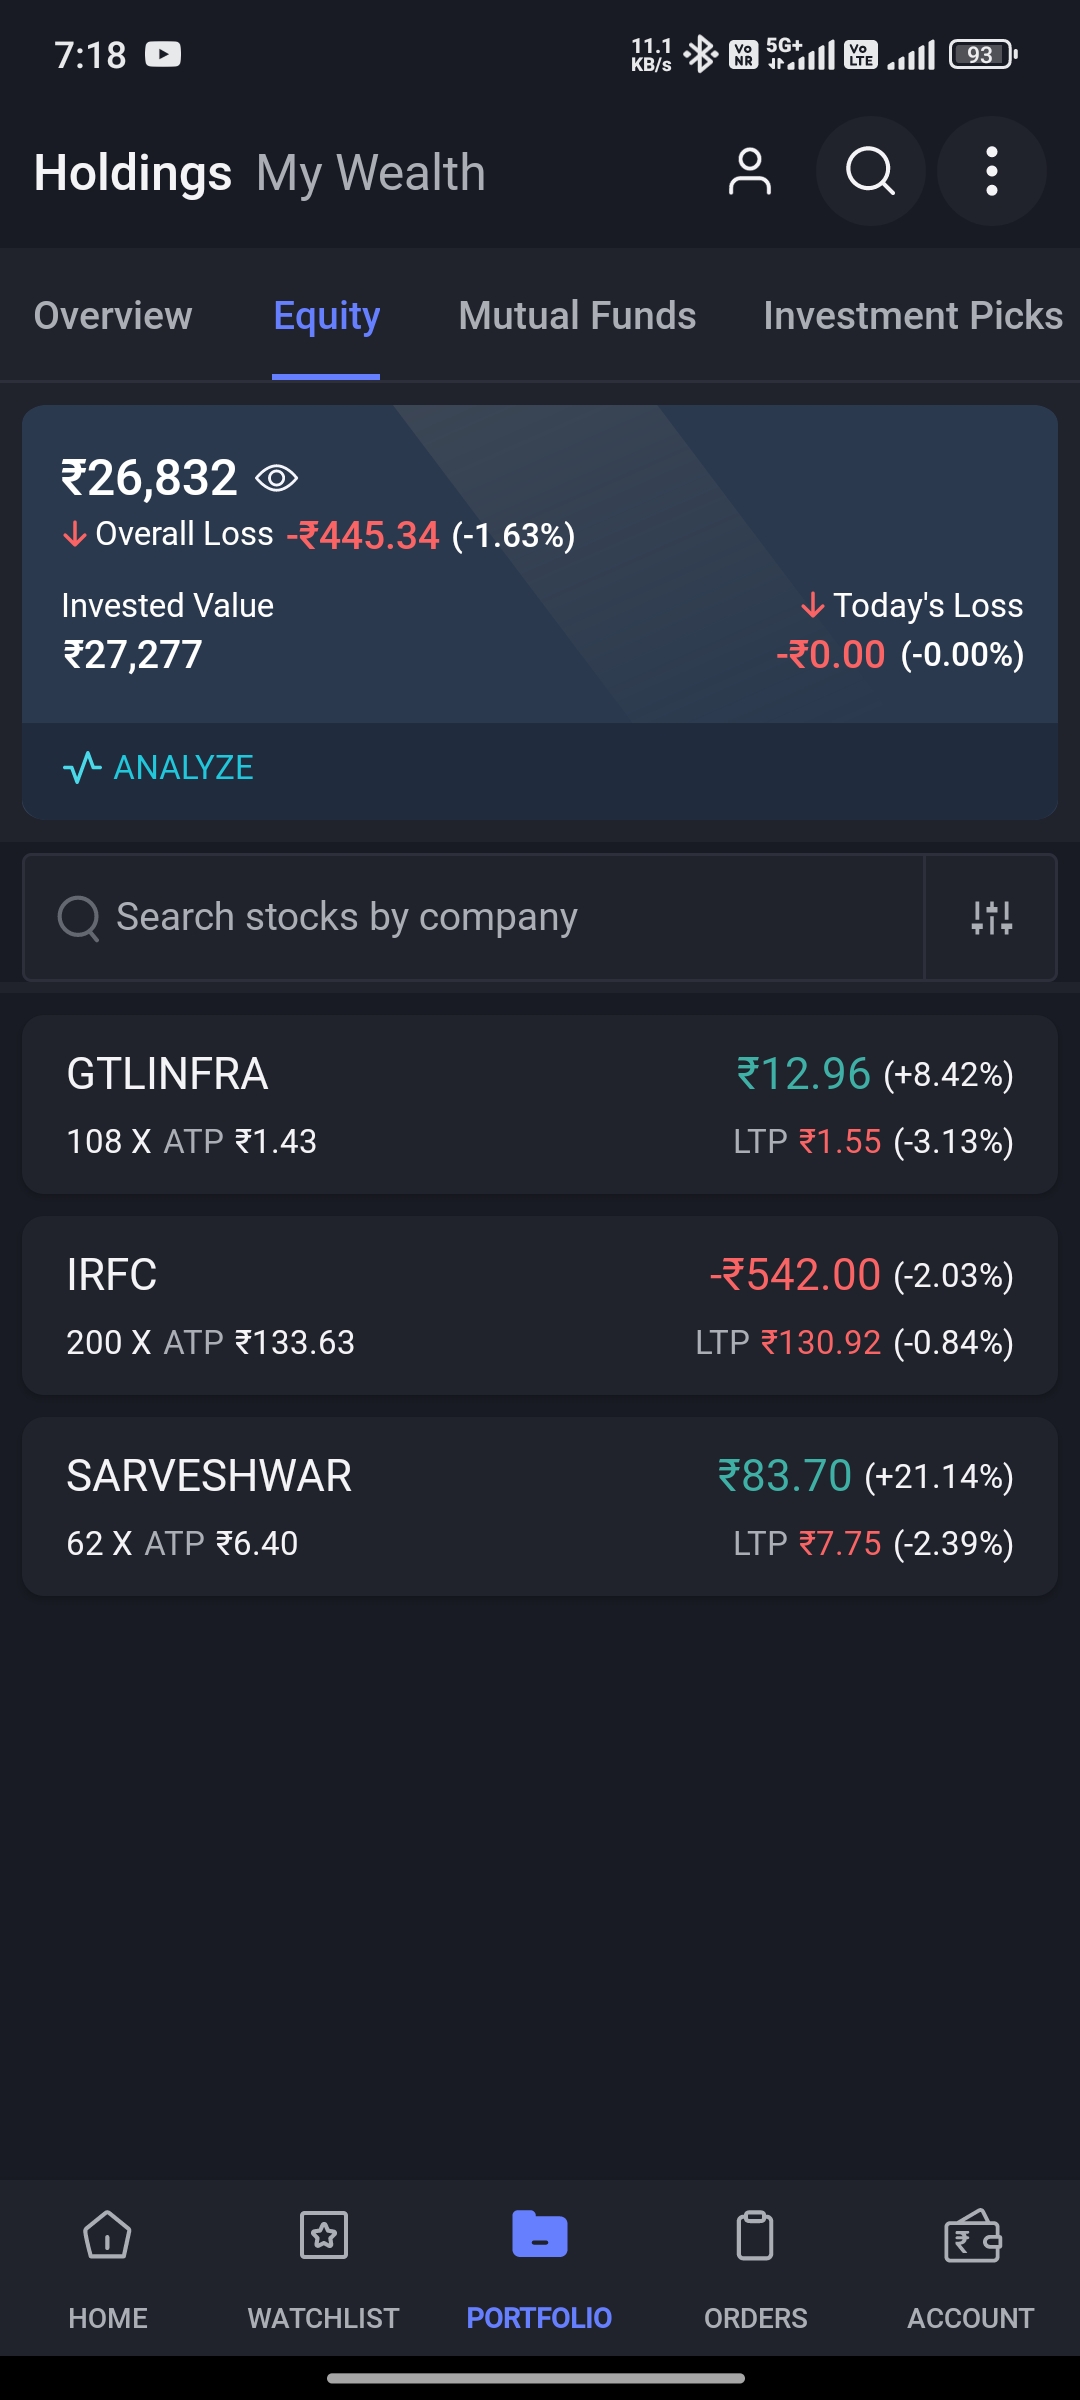 7:18 11.1 KB/s Vo NR 5G+ Vo LTE 93
Holdings My Wealth
Overview Equity Mutual Funds Investment Picks
₹26,832
Overall Loss -₹445.34 (-1.63%)
Invested Value Today's Loss
₹27,277 -₹0.00 (-0.00%)
ANALYZE
Search stocks by company
GTLINFRA ₹12.96 (+8.42%)
108 X ATP ₹1.43 LTP ₹1.55 (-3.13%)
IRFC -₹542.00 (-2.03%)
200 X ATP ₹133.63 LTP ₹130.92 (-0.84%)
SARVESHWAR ₹83.70 (+21.14%)
62 X ATP ₹6.40 LTP ₹7.75 (-2.39%)
₹
HOME WATCHLIST PORTFOLIO ORDERS ACCOUNT